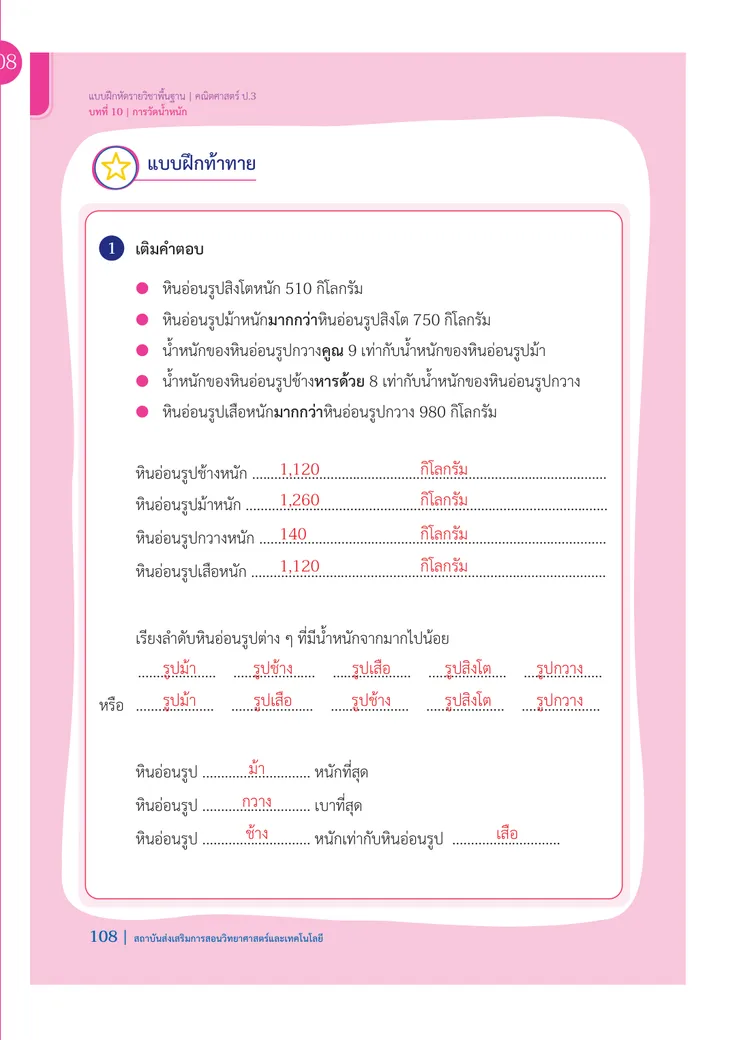 08
แบบฝึกหัดรายวิชาพื้นฐาน | คณิตศาสตร์ ป.3
บทที่ 10 | การวัดน้ำหนัก
แบบฝึกท้าทาย
1 เติมคำตอบ
● หินอ่อนรูปสิงโตหนัก 510 กิโลกรัม
● หินอ่อนรูปม้าหนักมากกว่าหินอ่อนรูปสิงโต 750 กิโลกรัม
● น้ำหนักของหินอ่อนรูปกวางคูณ 9 เท่ากับน้ำหนักของหินอ่อนรูปม้า
● น้ำหนักของหินอ่อนรูปช้างหารด้วย 8 เท่ากับน้ำหนักของหินอ่อนรูปกวาง
● หินอ่อนรูปเสือหนักมากกว่าหินอ่อนรูปกวาง 980 กิโลกรัม
หินอ่อนรูปช้างหนัก 1,120 กิโลกรัม
หินอ่อนรูปม้าหนัก 1,260 กิโลกรัม
หินอ่อนรูปกวางหนัก 140 กิโลกรัม
หินอ่อนรูปเสือหนัก 1,120 กิโลกรัม
เรียงลำดับหินอ่อนรูปต่าง ๆ ที่มีน้ำหนักจากมากไปน้อย
รูปม้า รูปช้าง รูปเสือ รูปสิงโต รูปกวาง
หรือ รูปม้า รูปเสือ รูปช้าง รูปสิงโต รูปกวาง
หินอ่อนรูป ม้า หนักที่สุด
หินอ่อนรูป กวาง เบาที่สุด
หินอ่อนรูป ช้าง หนักเท่ากับหินอ่อนรูป เสือ
108 | สถาบันส่งเสริมการสอนวิทยาศาสตร์และเทคโนโลยี